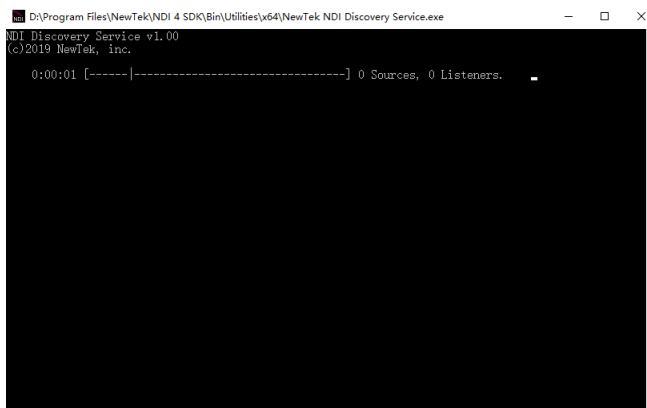 NDI D:\Program Files\NewTek\NDI 4 SDK\Bin\Utilities\x64\NewTek NDI Discovery Service.exe
NDI Discovery Service v1.00
(c)2019 NewTek, inc.
0:00:01 [------|---------------------------------] 0 Sources, 0 Listeners.